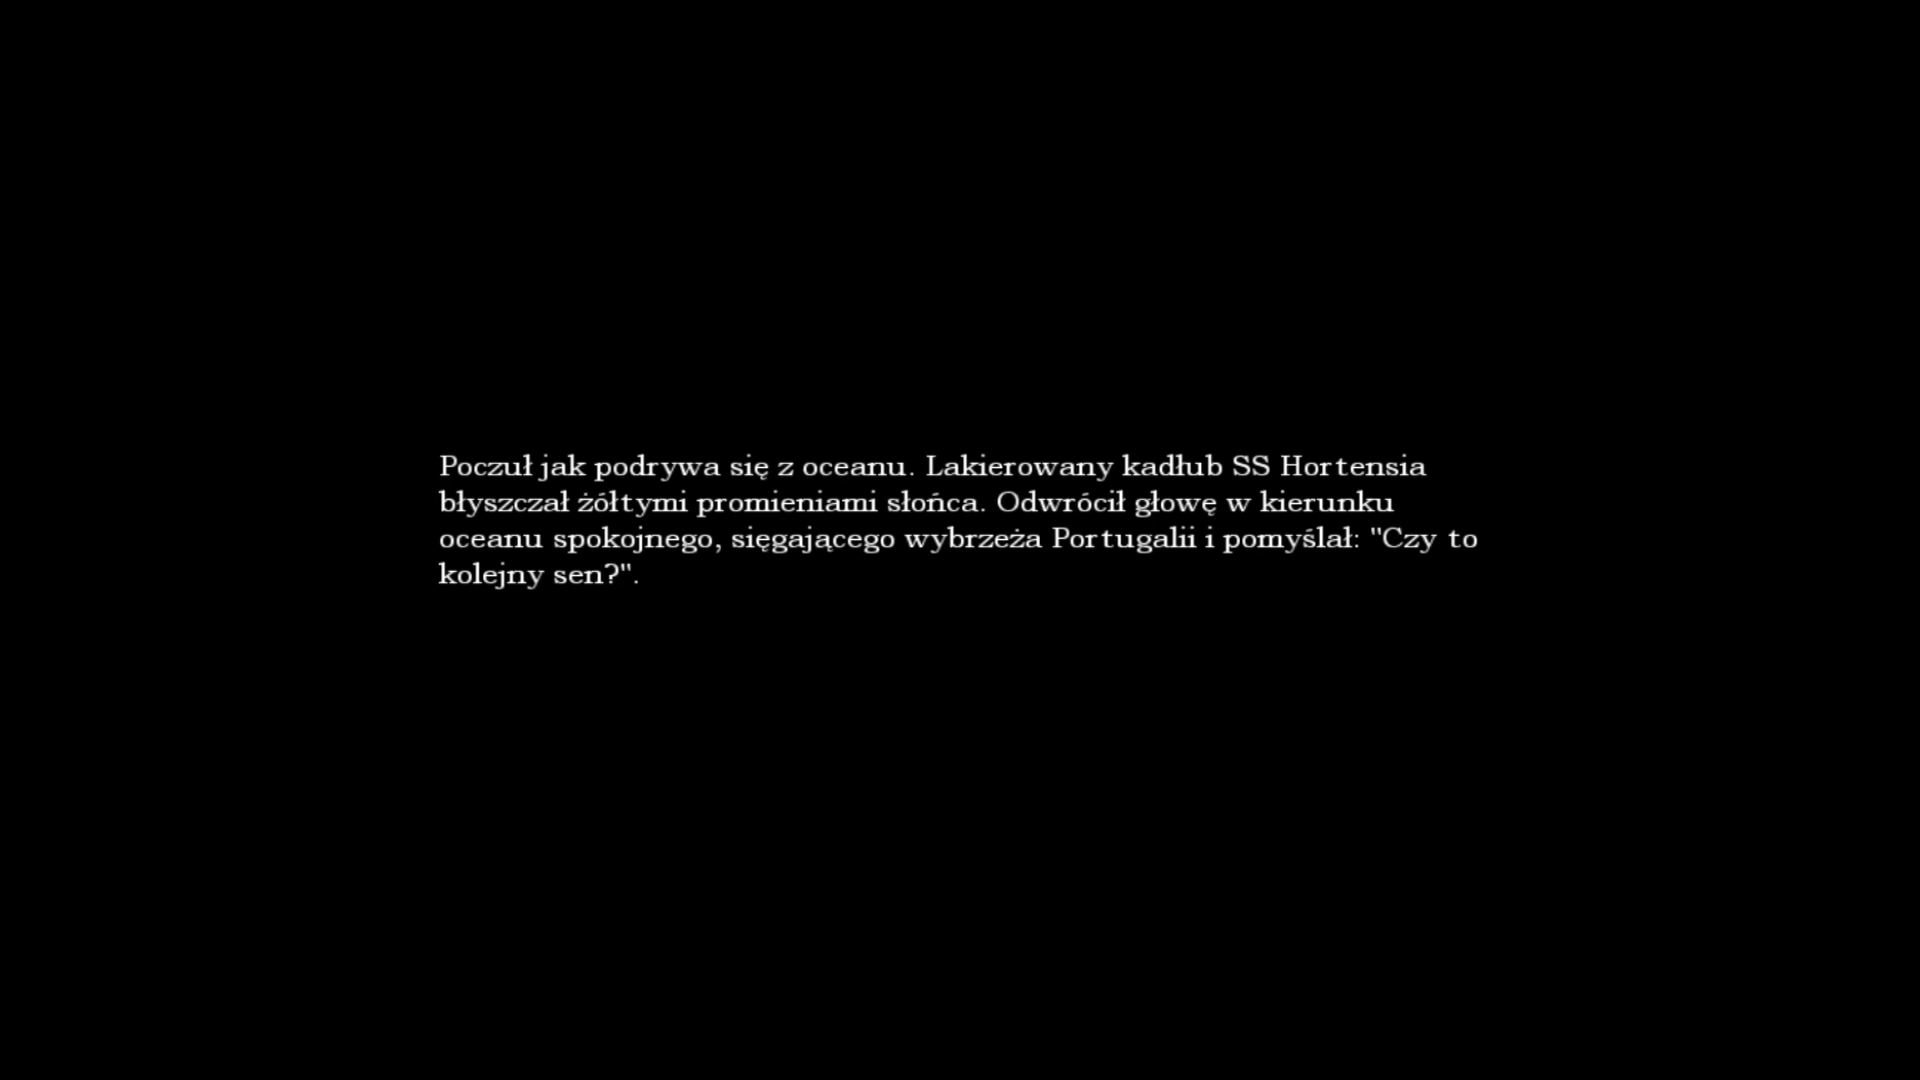 Poczuł jak podrywa się z oceanu. Lakierowany kadłub SS Hortensia
błyszczał żółtymi promieniami słońca. Odwrócił głowę w kierunku
oceanu spokojnego, sięgającego wybrzeża Portugalii i pomyślał: "Czy to
kolejny sen?".